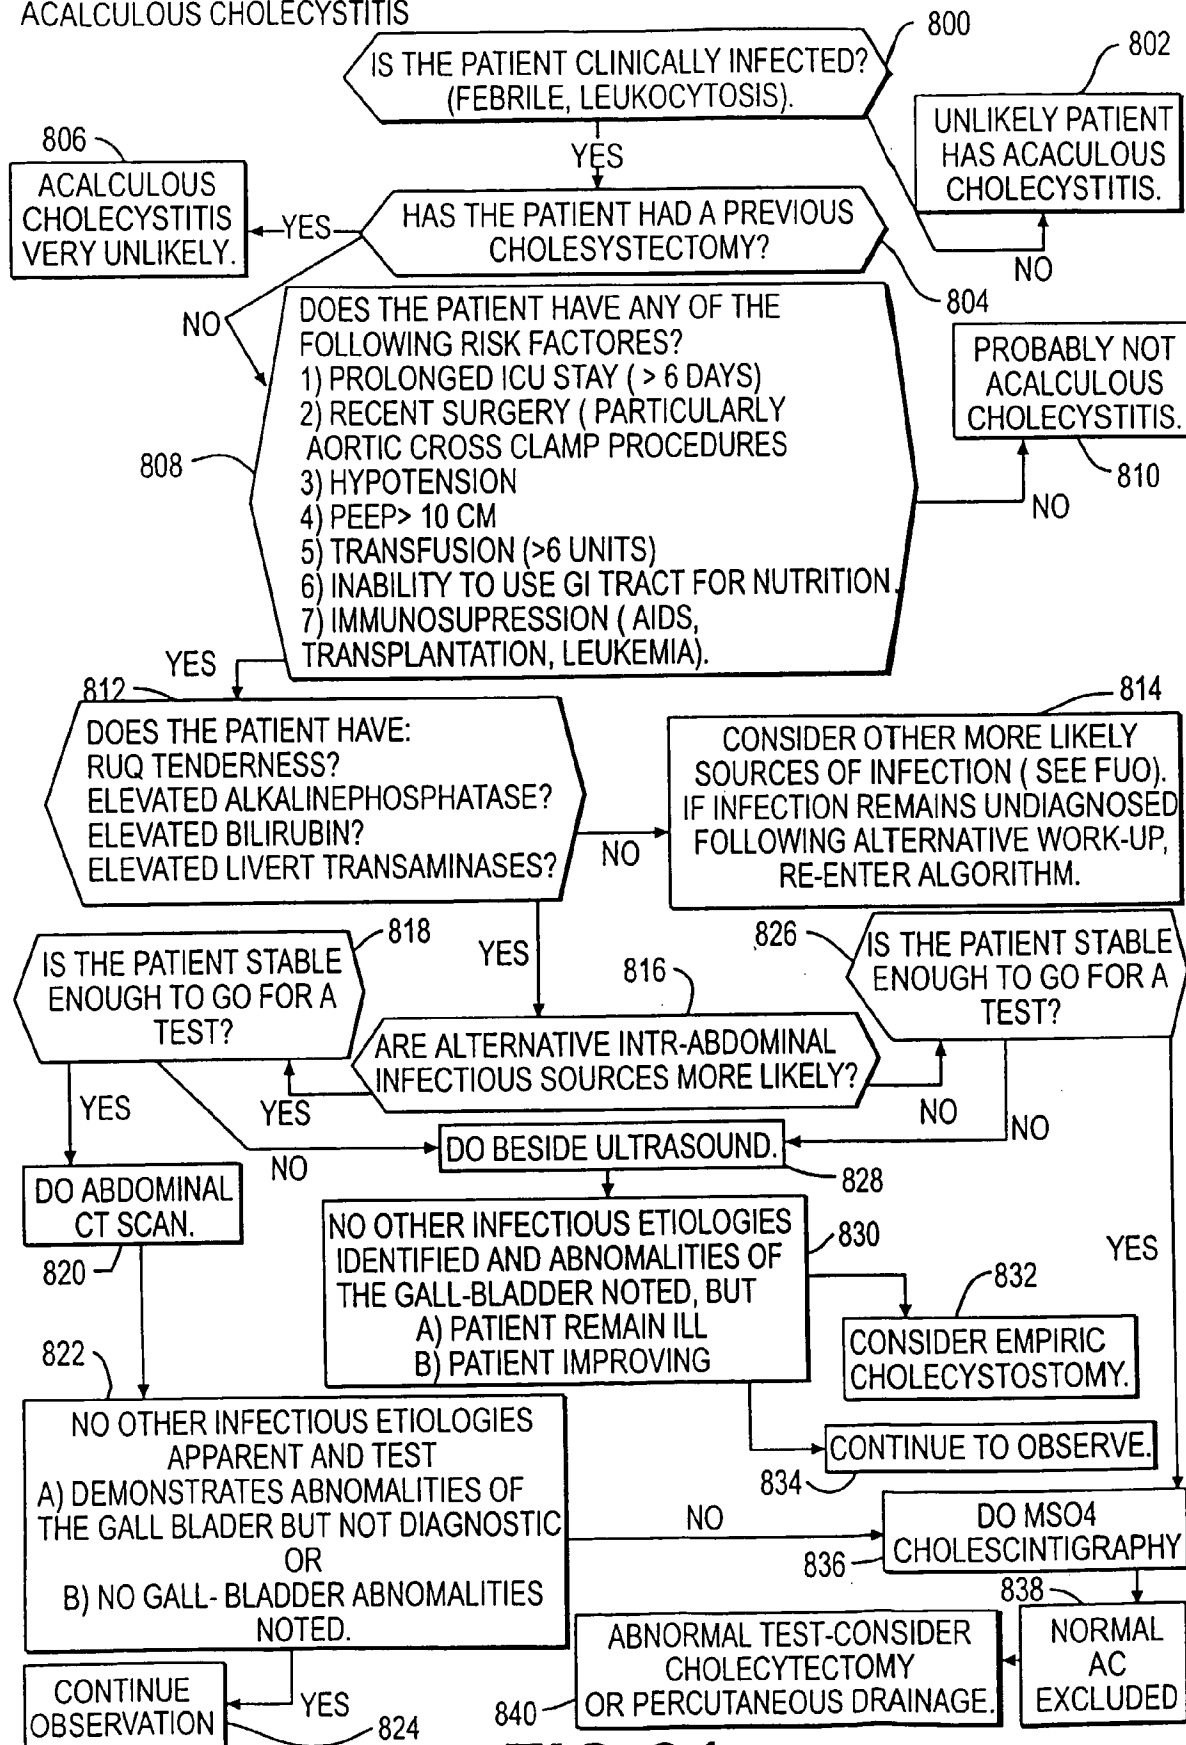 ACALCULOUS CHOLECYSTITIS
IS THE PATIENT CLINICALLY INFECTED?
(FEBRILE, LEUKOCYTOSIS).
800
802
UNLIKELY PATIENT
HAS ACACULOUS
CHOLECYSTITIS.
YES
NO
806
ACALCULOUS
CHOLECYSTITIS
VERY UNLIKELY.
YES
HAS THE PATIENT HAD A PREVIOUS
CHOLESYSTECTOMY?
804
NO
DOES THE PATIENT HAVE ANY OF THE
FOLLOWING RISK FACTORES?
1) PROLONGED ICU STAY ( > 6 DAYS)
2) RECENT SURGERY ( PARTICULARLY
AORTIC CROSS CLAMP PROCEDURES
3) HYPOTENSION
4) PEEP> 10 CM
5) TRANSFUSION (>6 UNITS)
6) INABILITY TO USE GI TRACT FOR NUTRITION.
7) IMMUNOSUPRESSION ( AIDS,
TRANSPLANTATION, LEUKEMIA).
808
PROBABLY NOT
ACALCULOUS
CHOLECYSTITIS.
810
NO
YES
812
DOES THE PATIENT HAVE:
RUQ TENDERNESS?
ELEVATED ALKALINEPHOSPHATASE?
ELEVATED BILIRUBIN?
ELEVATED LIVERT TRANSAMINASES?
NO
814
CONSIDER OTHER MORE LIKELY
SOURCES OF INFECTION ( SEE FUO).
IF INFECTION REMAINS UNDIAGNOSED
FOLLOWING ALTERNATIVE WORK-UP,
RE-ENTER ALGORITHM.
YES
818
IS THE PATIENT STABLE
ENOUGH TO GO FOR A
TEST?
816
ARE ALTERNATIVE INTR-ABDOMINAL
INFECTIOUS SOURCES MORE LIKELY?
826
IS THE PATIENT STABLE
ENOUGH TO GO FOR A
TEST?
YES
YES
NO
NO
NO
DO BESIDE ULTRASOUND.
828
DO ABDOMINAL
CT SCAN.
820
NO OTHER INFECTIOUS ETIOLOGIES
IDENTIFIED AND ABNOMALITIES OF
THE GALL-BLADDER NOTED, BUT
A) PATIENT REMAIN ILL
B) PATIENT IMPROVING
830
YES
832
CONSIDER EMPIRIC
CHOLECYSTOSTOMY.
CONTINUE TO OBSERVE.
834
822
NO OTHER INFECTIOUS ETIOLOGIES
APPARENT AND TEST
A) DEMONSTRATES ABNOMALITIES OF
THE GALL BLADER BUT NOT DIAGNOSTIC
OR
B) NO GALL- BLADDER ABNOMALITIES
NOTED.
NO
DO MSO4
CHOLESCINTIGRAPHY
836
838
NORMAL
AC
EXCLUDED
ABNORMAL TEST-CONSIDER
CHOLECYTECTOMY
OR PERCUTANEOUS DRAINAGE.
840
YES
CONTINUE
OBSERVATION
824